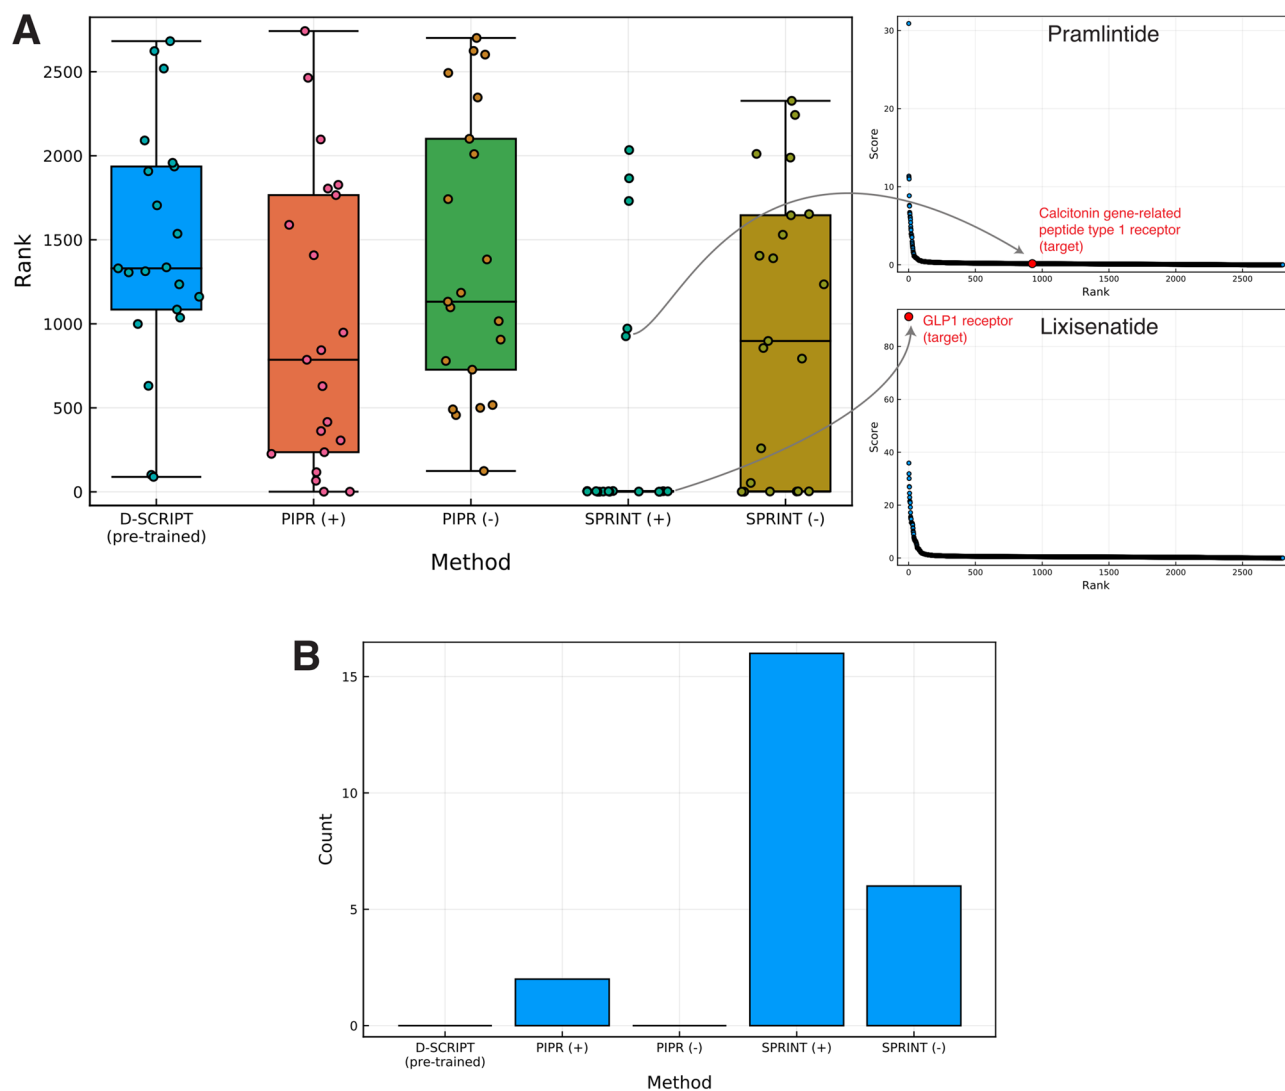 A
Rank
2500
2000
1500
1000
500
0
D-SCRIPT
(pre-trained)
PIPR (+)
PIPR (-)
SPRINT (+)
SPRINT (-)
Method
Pramlintide
Score
30
20
10
0
Calcitonin gene-related
peptide type 1 receptor
(target)
0
500
1000
1500
2000
2500
Rank
Lixisenatide
GLP1 receptor
(target)
Score
80
60
40
20
0
0
500
1000
1500
2000
2500
Rank
B
Count
15
10
5
0
D-SCRIPT
(pre-trained)
PIPR (+)
PIPR (-)
SPRINT (+)
SPRINT (-)
Method